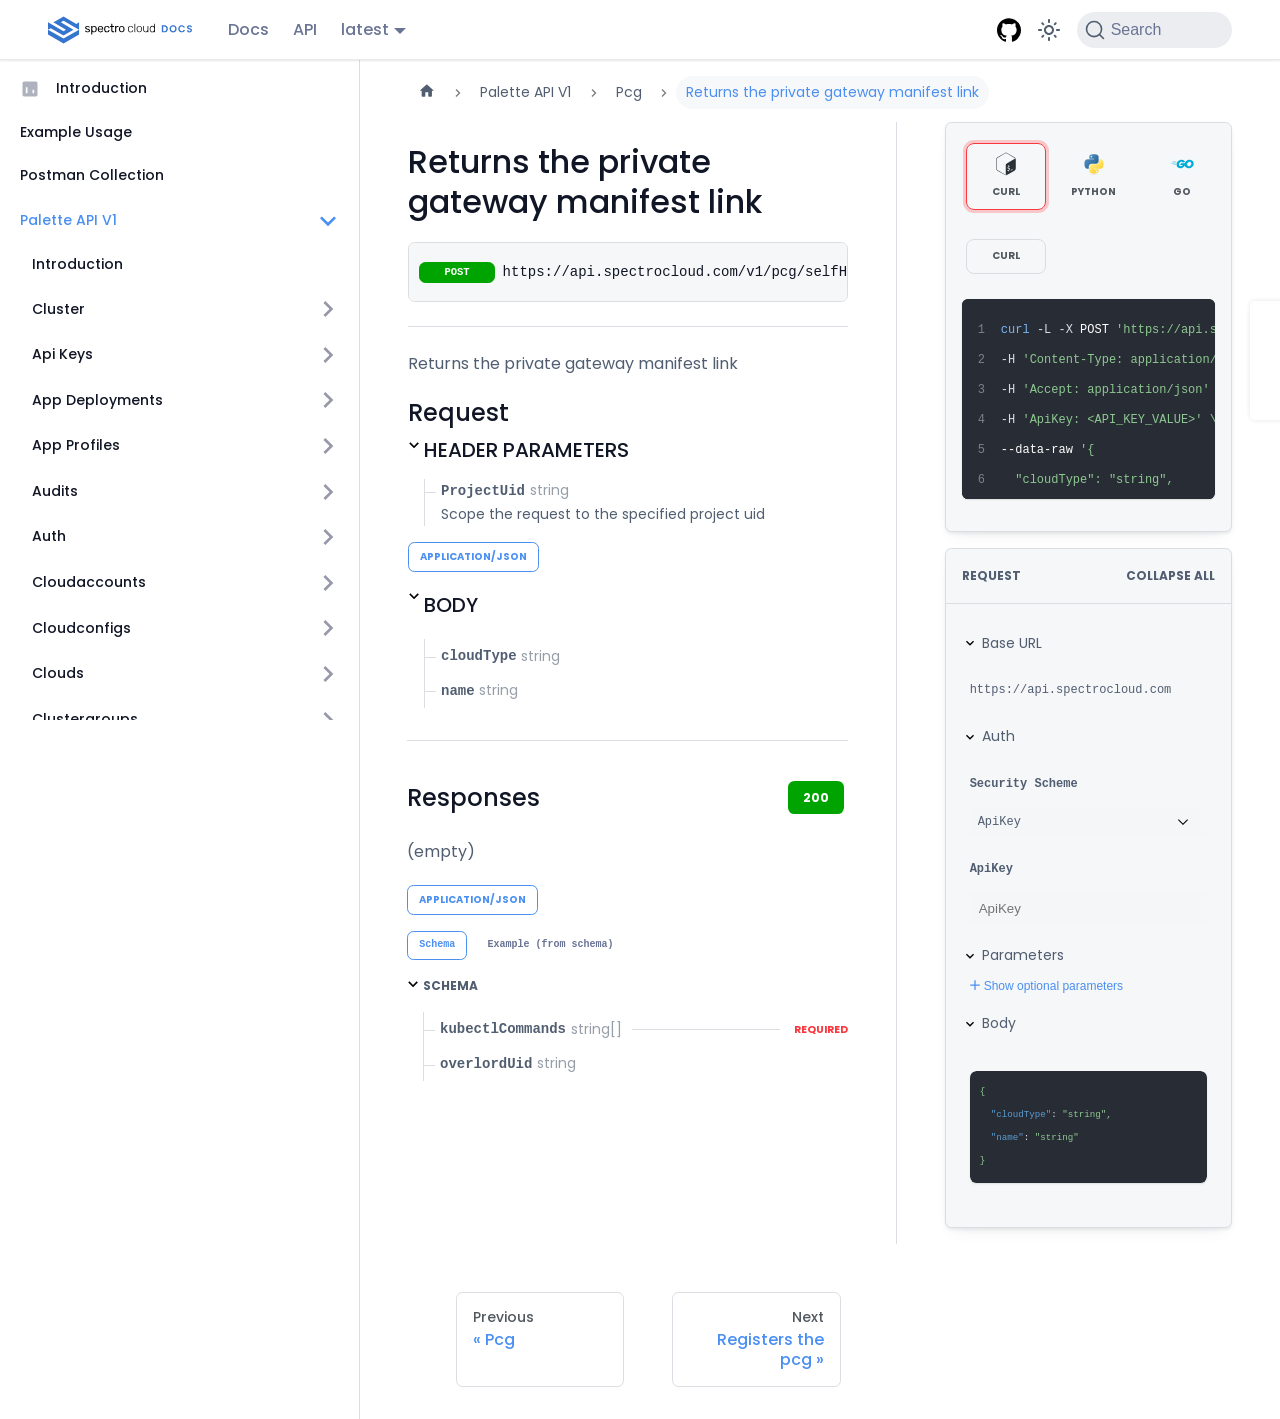 spectro cloud DOCS
Docs
API
latest
Search
Introduction
Example Usage
Postman Collection
Palette API V1
Introduction
Cluster
Api Keys
App Deployments
App Profiles
Audits
Auth
Cloudaccounts
Cloudconfigs
Clouds
Clustergroups
Palette API V1
Pcg
Returns the private gateway manifest link
Returns the private
gateway manifest link
POST https://api.spectrocloud.com/v1/pcg/selfH
Returns the private gateway manifest link
Request
HEADER PARAMETERS
ProjectUid string
Scope the request to the specified project uid
APPLICATION/JSON
BODY
cloudType string
name string
Responses
200
(empty)
APPLICATION/JSON
Schema
Example (from schema)
SCHEMA
kubectlCommands string[] REQUIRED
overlordUid string
Previous
« Pcg
Next
Registers the
pcg »
CURL
PYTHON
GO
CURL
1 curl -L -X POST 'https://api.s
2 -H 'Content-Type: application/
3 -H 'Accept: application/json'
4 -H 'ApiKey: <API_KEY_VALUE>' \
5 --data-raw '{
6 "cloudType": "string",
REQUEST
COLLAPSE ALL
Base URL
https://api.spectrocloud.com
Auth
Security Scheme
ApiKey
ApiKey
ApiKey
Parameters
Show optional parameters
Body
{
"cloudType": "string",
"name": "string"
}